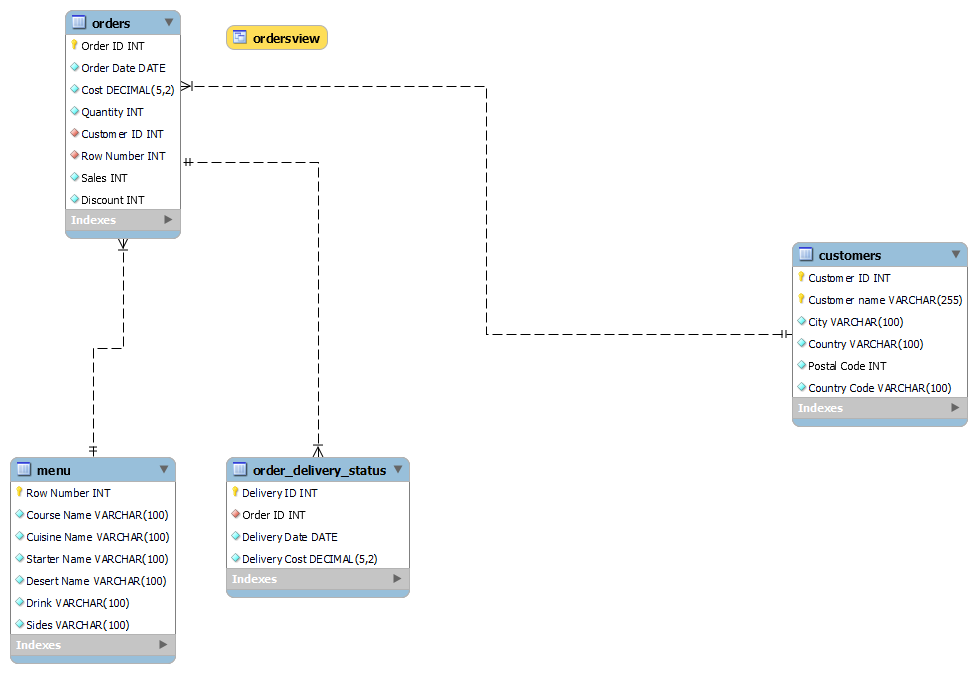 orders
Order ID INT
Order Date DATE
Cost DECIMAL(5,2)
Quantity INT
Customer ID INT
Row Number INT
Sales INT
Discount INT
Indexes
ordersview
customers
Customer ID INT
Customer name VARCHAR(255)
City VARCHAR(100)
Country VARCHAR(100)
Postal Code INT
Country Code VARCHAR(100)
Indexes
menu
Row Number INT
Course Name VARCHAR(100)
Cuisine Name VARCHAR(100)
Starter Name VARCHAR(100)
Desert Name VARCHAR(100)
Drink VARCHAR(100)
Sides VARCHAR(100)
Indexes
order_delivery_status
Delivery ID INT
Order ID INT
Delivery Date DATE
Delivery Cost DECIMAL(5,2)
Indexes